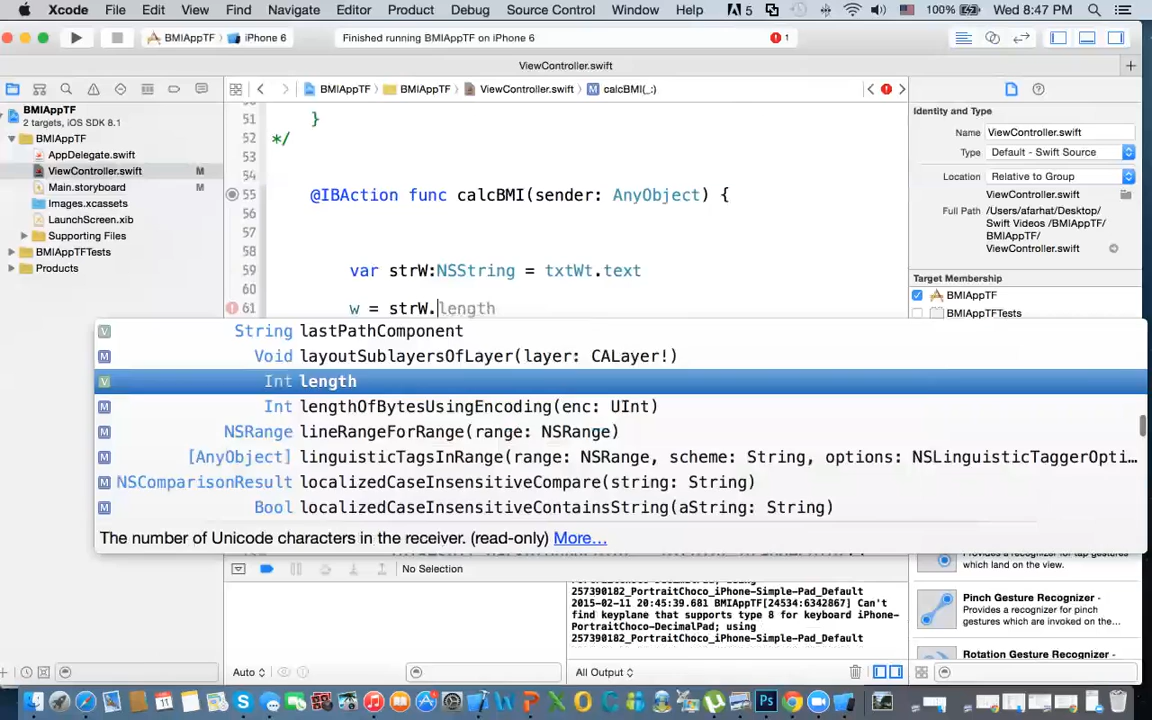 Xcode File Edit View Find Navigate Editor Product Debug Source Control Window Help 5 100% Wed 8:47 PM
BMIAppTF iPhone 6 Finished running BMIAppTF on iPhone 6 1
ViewController.swift
BMIAppTF BMIAppTF ViewController.swift M calcBMI(_:)
BMIAppTF
2 targets, iOS SDK 8.1
BMIAppTF
AppDelegate.swift
ViewController.swift M
Main.storyboard M
Images.xcassets
LaunchScreen.xib
Supporting Files
BMIAppTFTests
Products
51 }
52 */
53
54
55 @IBAction func calcBMI(sender: AnyObject) {
56
57
58
59 var strW:NSString = txtWt.text
60
61 w = strW.length
V String lastPathComponent
M Void layoutSublayersOfLayer(layer: CALayer!)
V Int length
M Int lengthOfBytesUsingEncoding(enc: UInt)
M NSRange lineRangeForRange(range: NSRange)
M [AnyObject] linguisticTagsInRange(range: NSRange, scheme: String, options: NSLinguisticTaggerOpti…
M NSComparisonResult localizedCaseInsensitiveCompare(string: String)
M Bool localizedCaseInsensitiveContainsString(aString: String)
The number of Unicode characters in the receiver. (read-only) More…
Identity and Type
Name ViewController.swift
Type Default - Swift Source
Location Relative to Group
ViewController.swift
Full Path /Users/afarhat/Desktop/
Swift Videos /BMIAppTF/
BMIAppTF/
ViewController.swift
Target Membership
BMIAppTF
BMIAppTFTests
No Selection
257390182_PortraitChoco_iPhone-Simple-Pad_Default
2015-02-11 20:45:39.681 BMIAppTF[24534:6342867] Can't
find keyplane that supports type 8 for keyboard iPhone-
PortraitChoco-DecimalPad; using
257390182_PortraitChoco_iPhone-Simple-Pad_Default
Auto All Output
Provides a recognizer for tap gestures
which land on the view.
Pinch Gesture Recognizer -
Provides a recognizer for pinch
gestures which are invoked on the…
Rotation Gesture Recognizer -